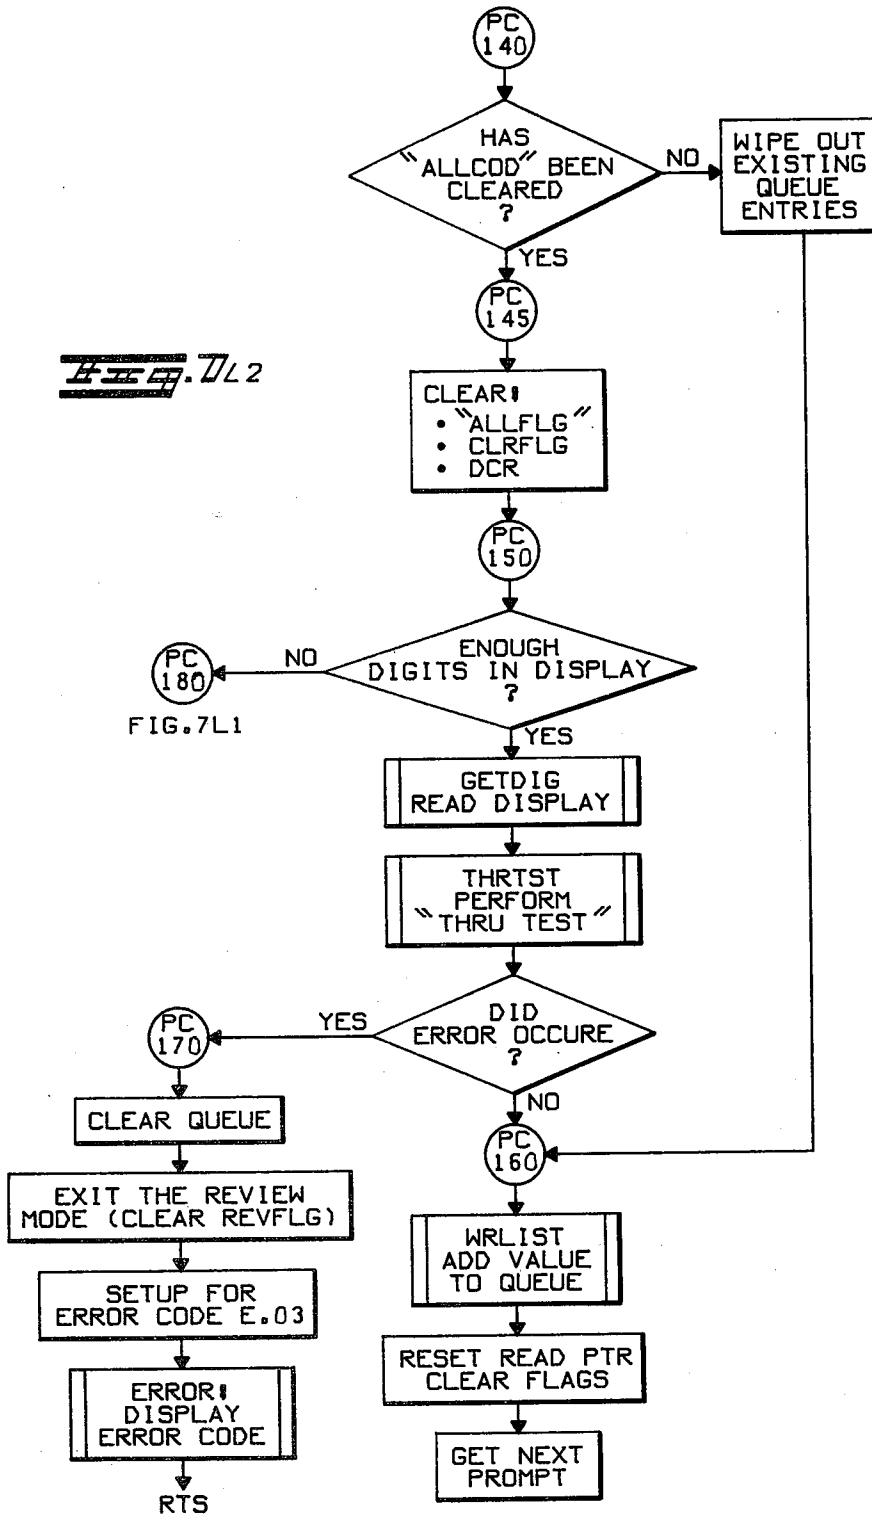 PC
140
HAS
"ALLCOD" BEEN
CLEARED
?
NO
WIPE OUT
EXISTING
QUEUE
ENTRIES
YES
PC
145
Fig. 7L2
CLEAR:
• "ALLFLG"
• CLRFLG
• DCR
PC
150
ENOUGH
DIGITS IN DISPLAY
?
NO
PC
180
FIG.7L1
YES
GETDIG
READ DISPLAY
THRTST
PERFORM
"THRU TEST"
DID
ERROR OCCURE
?
YES
PC
170
NO
PC
160
CLEAR QUEUE
EXIT THE REVIEW
MODE (CLEAR REVFLG)
SETUP FOR
ERROR CODE E.03
ERROR:
DISPLAY
ERROR CODE
RTS
WRLIST
ADD VALUE
TO QUEUE
RESET READ PTR
CLEAR FLAGS
GET NEXT
PROMPT